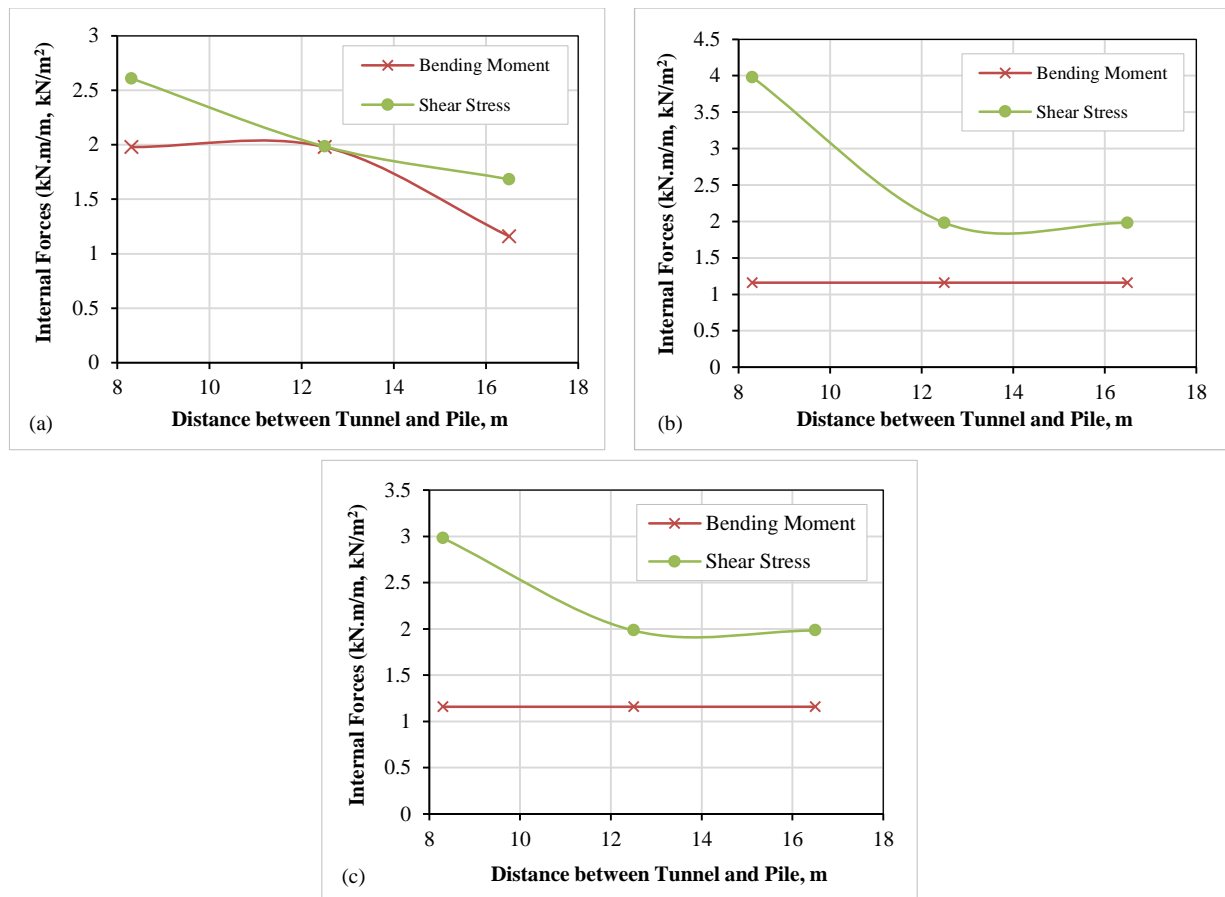 Internal Forces (kN.m/m, kN/m²)
3
2.5
2
1.5
1
0.5
0
8 10 12 14 16 18
Bending Moment
Shear Stress
Distance between Tunnel and Pile, m
(a)
Internal Forces (kN.m/m, kN/m²)
4.5
4
3.5
3
2.5
2
1.5
1
0.5
0
8 10 12 14 16 18
Bending Moment
Shear Stress
Distance between Tunnel and Pile, m
(b)
Internal Forces (kN.m/m, kN/m²)
3.5
3
2.5
2
1.5
1
0.5
0
8 10 12 14 16 18
Bending Moment
Shear Stress
Distance between Tunnel and Pile, m
(c)